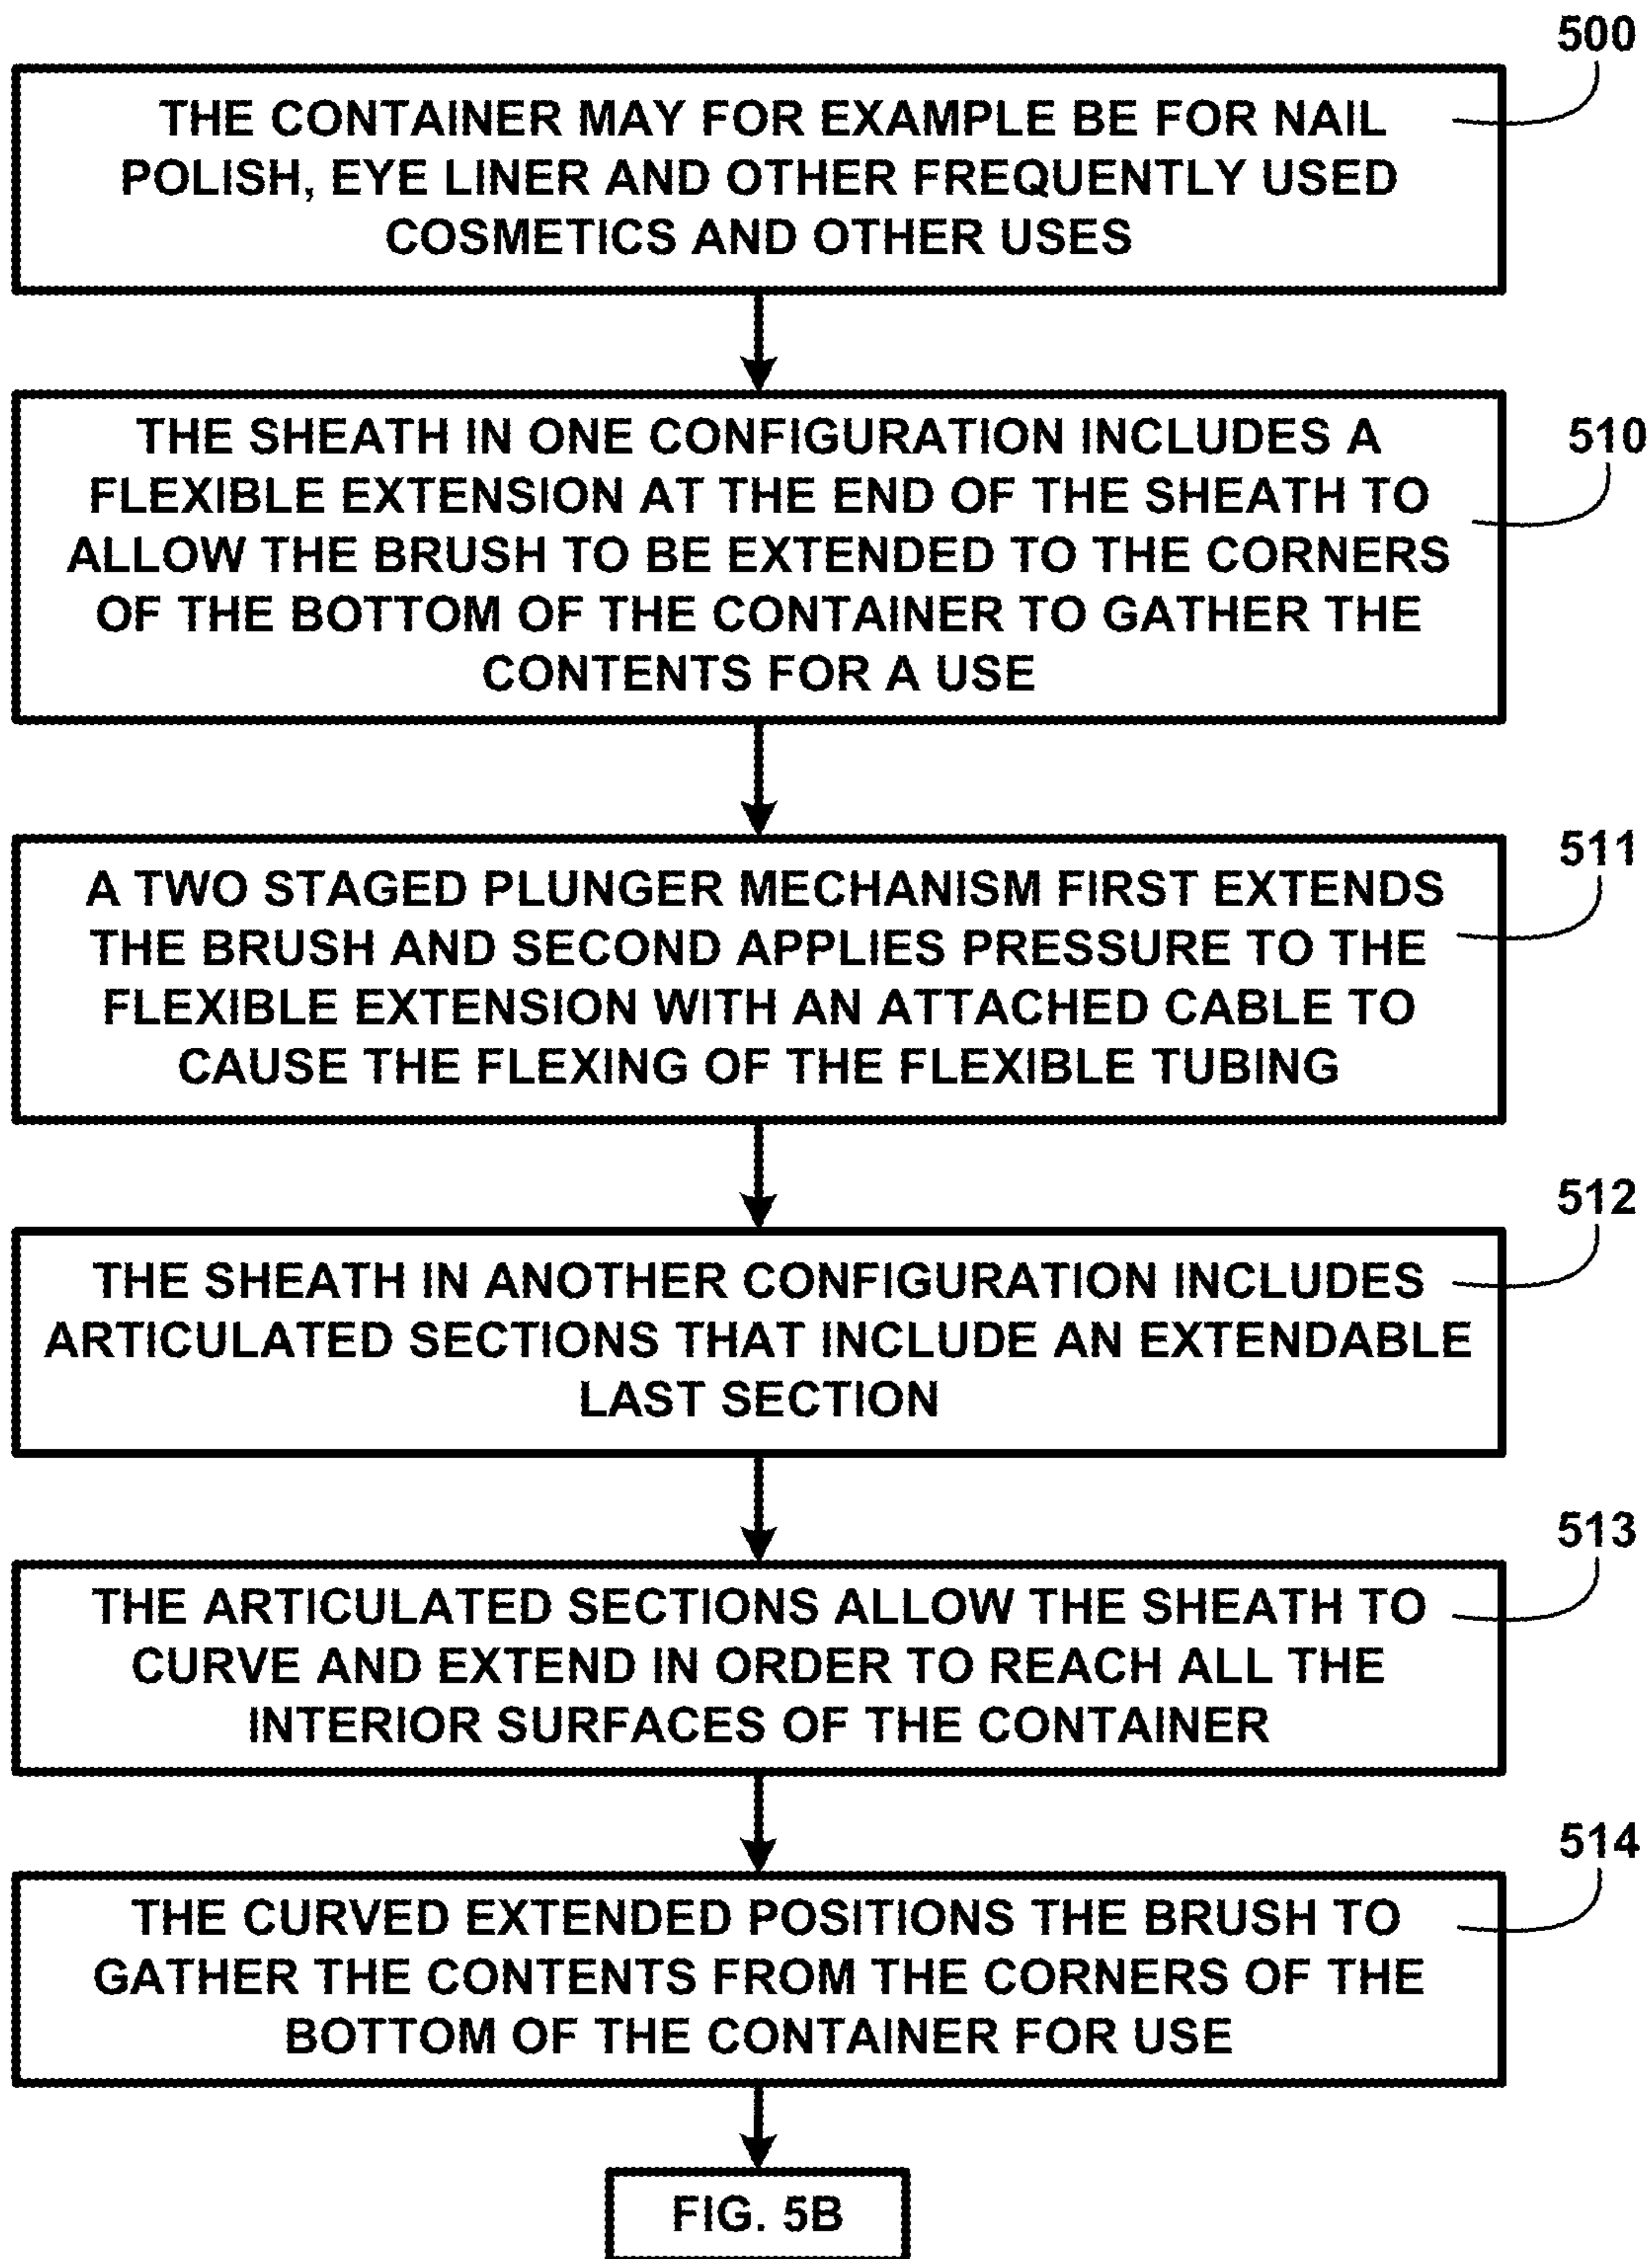 500
THE CONTAINER MAY FOR EXAMPLE BE FOR NAIL
POLISH, EYE LINER AND OTHER FREQUENTLY USED
COSMETICS AND OTHER USES
510
THE SHEATH IN ONE CONFIGURATION INCLUDES A
FLEXIBLE EXTENSION AT THE END OF THE SHEATH TO
ALLOW THE BRUSH TO BE EXTENDED TO THE CORNERS
OF THE BOTTOM OF THE CONTAINER TO GATHER THE
CONTENTS FOR A USE
511
A TWO STAGED PLUNGER MECHANISM FIRST EXTENDS
THE BRUSH AND SECOND APPLIES PRESSURE TO THE
FLEXIBLE EXTENSION WITH AN ATTACHED CABLE TO
CAUSE THE FLEXING OF THE FLEXIBLE TUBING
512
THE SHEATH IN ANOTHER CONFIGURATION INCLUDES
ARTICULATED SECTIONS THAT INCLUDE AN EXTENDABLE
LAST SECTION
513
THE ARTICULATED SECTIONS ALLOW THE SHEATH TO
CURVE AND EXTEND IN ORDER TO REACH ALL THE
INTERIOR SURFACES OF THE CONTAINER
514
THE CURVED EXTENDED POSITIONS THE BRUSH TO
GATHER THE CONTENTS FROM THE CORNERS OF THE
BOTTOM OF THE CONTAINER FOR USE
FIG. 5B